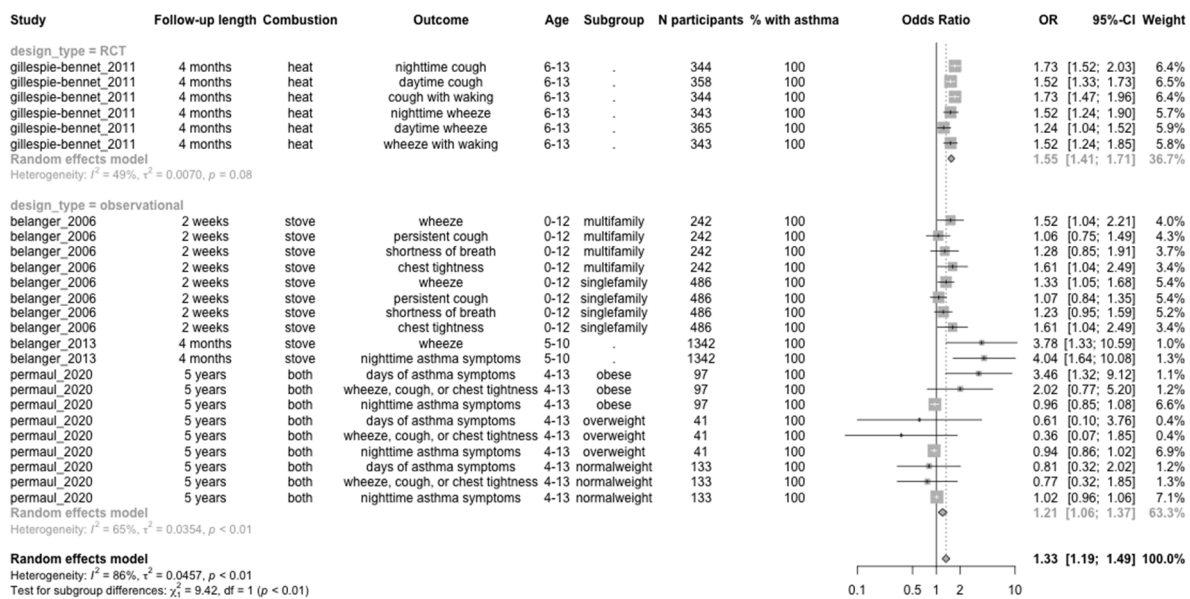 Study Follow-up length Combustion Outcome Age Subgroup N participants % with asthma Odds Ratio OR 95%-CI Weight
design_type = RCT
gillespie-bennet_2011 4 months heat nighttime cough 6-13 . 344 100 1.73 [1.52; 2.03] 6.4%
gillespie-bennet_2011 4 months heat daytime cough 6-13 . 358 100 1.52 [1.33; 1.73] 6.4%
gillespie-bennet_2011 4 months heat cough with waking 6-13 . 344 100 1.73 [1.47; 1.96] 6.4%
gillespie-bennet_2011 4 months heat nighttime wheeze 6-13 . 343 100 1.52 [1.24; 1.90] 5.7%
gillespie-bennet_2011 4 months heat daytime wheeze 6-13 . 365 100 1.24 [1.04; 1.52] 5.9%
gillespie-bennet_2011 4 months heat wheeze with waking 6-13 . 343 100 1.52 [1.24; 1.85] 5.8%
Random effects model 1.55 [1.41; 1.71] 36.7%
Heterogeneity: I² = 49%, τ² = 0.0070, p = 0.08
design_type = observational
belanger_2006 2 weeks stove wheeze 0-12 multifamily 242 100 1.52 [1.04; 2.21] 4.0%
belanger_2006 2 weeks stove persistent cough 0-12 multifamily 242 100 1.06 [0.75; 1.49] 4.3%
belanger_2006 2 weeks stove shortness of breath 0-12 multifamily 242 100 1.28 [0.85; 1.91] 3.7%
belanger_2006 2 weeks stove chest tightness 0-12 multifamily 242 100 1.61 [1.04; 2.49] 3.4%
belanger_2006 2 weeks stove wheeze 0-12 singlefamily 486 100 1.33 [1.05; 1.68] 5.4%
belanger_2006 2 weeks stove persistent cough 0-12 singlefamily 486 100 1.07 [0.84; 1.35] 5.4%
belanger_2006 2 weeks stove shortness of breath 0-12 singlefamily 486 100 1.23 [0.95; 1.59] 5.2%
belanger_2006 2 weeks stove chest tightness 0-12 singlefamily 486 100 1.61 [1.04; 2.49] 3.4%
belanger_2013 4 months stove wheeze 5-10 . 1342 100 3.78 [1.33; 10.59] 1.0%
belanger_2013 4 months stove nighttime asthma symptoms 5-10 . 1342 100 4.04 [1.64; 10.08] 1.2%
permaul_2020 5 years both days of asthma symptoms 4-13 obese 97 100 3.46 [1.32; 9.12] 1.1%
permaul_2020 5 years both wheeze, cough, or chest tightness 4-13 obese 97 100 2.02 [0.77; 5.20] 1.2%
permaul_2020 5 years both nighttime asthma symptoms 4-13 obese 97 100 0.96 [0.85; 1.08] 6.6%
permaul_2020 5 years both days of asthma symptoms 4-13 overweight 41 100 0.61 [0.10; 3.76] 0.4%
permaul_2020 5 years both wheeze, cough, or chest tightness 4-13 overweight 41 100 0.36 [0.07; 1.85] 0.4%
permaul_2020 5 years both nighttime asthma symptoms 4-13 overweight 41 100 0.94 [0.86; 1.02] 6.9%
permaul_2020 5 years both days of asthma symptoms 4-13 normalweight 133 100 0.81 [0.32; 2.02] 1.2%
permaul_2020 5 years both wheeze, cough, or chest tightness 4-13 normalweight 133 100 0.77 [0.32; 1.85] 1.3%
permaul_2020 5 years both nighttime asthma symptoms 4-13 normalweight 133 100 1.02 [0.96; 1.06] 7.1%
Random effects model 1.21 [1.06; 1.37] 63.3%
Heterogeneity: I² = 65%, τ² = 0.0354, p < 0.01
Random effects model 1.33 [1.19; 1.49] 100.0%
Heterogeneity: I² = 86%, τ² = 0.0457, p < 0.01
Test for subgroup differences: χ²₁ = 9.42, df = 1 (p < 0.01)
0.1 0.5 1 2 10